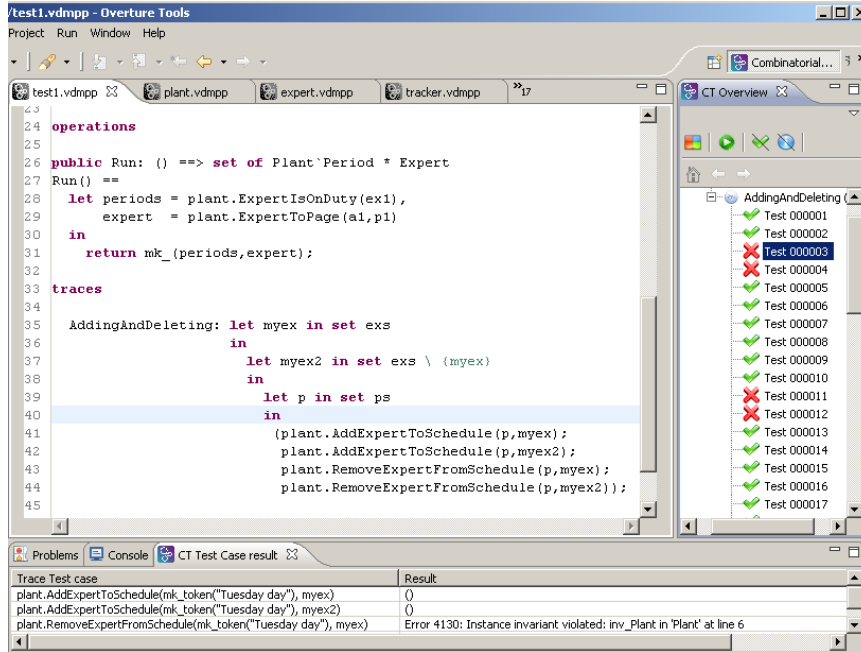 /test1.vdmpp - Overture Tools
Project Run Window Help
Combinatorial...
test1.vdmpp
plant.vdmpp
expert.vdmpp
tracker.vdmpp
»17
CT Overview
23
24 operations
25
26 public Run: () ==> set of Plant`Period * Expert
27 Run() ==
28 let periods = plant.ExpertIsOnDuty(ex1),
29 expert = plant.ExpertToPage(a1,p1)
30 in
31 return mk_(periods,expert);
32
33 traces
34
35 AddingAndDeleting: let myex in set exs
36 in
37 let myex2 in set exs \ {myex}
38 in
39 let p in set ps
40 in
41 (plant.AddExpertToSchedule(p,myex);
42 plant.AddExpertToSchedule(p,myex2);
43 plant.RemoveExpertFromSchedule(p,myex);
44 plant.RemoveExpertFromSchedule(p,myex2));
45
AddingAndDeleting (
Test 000001
Test 000002
Test 000003
Test 000004
Test 000005
Test 000006
Test 000007
Test 000008
Test 000009
Test 000010
Test 000011
Test 000012
Test 000013
Test 000014
Test 000015
Test 000016
Test 000017
Problems
Console
CT Test Case result
Trace Test case Result
plant.AddExpertToSchedule(mk_token("Tuesday day"), myex) ()
plant.AddExpertToSchedule(mk_token("Tuesday day"), myex2) ()
plant.RemoveExpertFromSchedule(mk_token("Tuesday day"), myex) Error 4130: Instance invariant violated: inv_Plant in 'Plant' at line 6